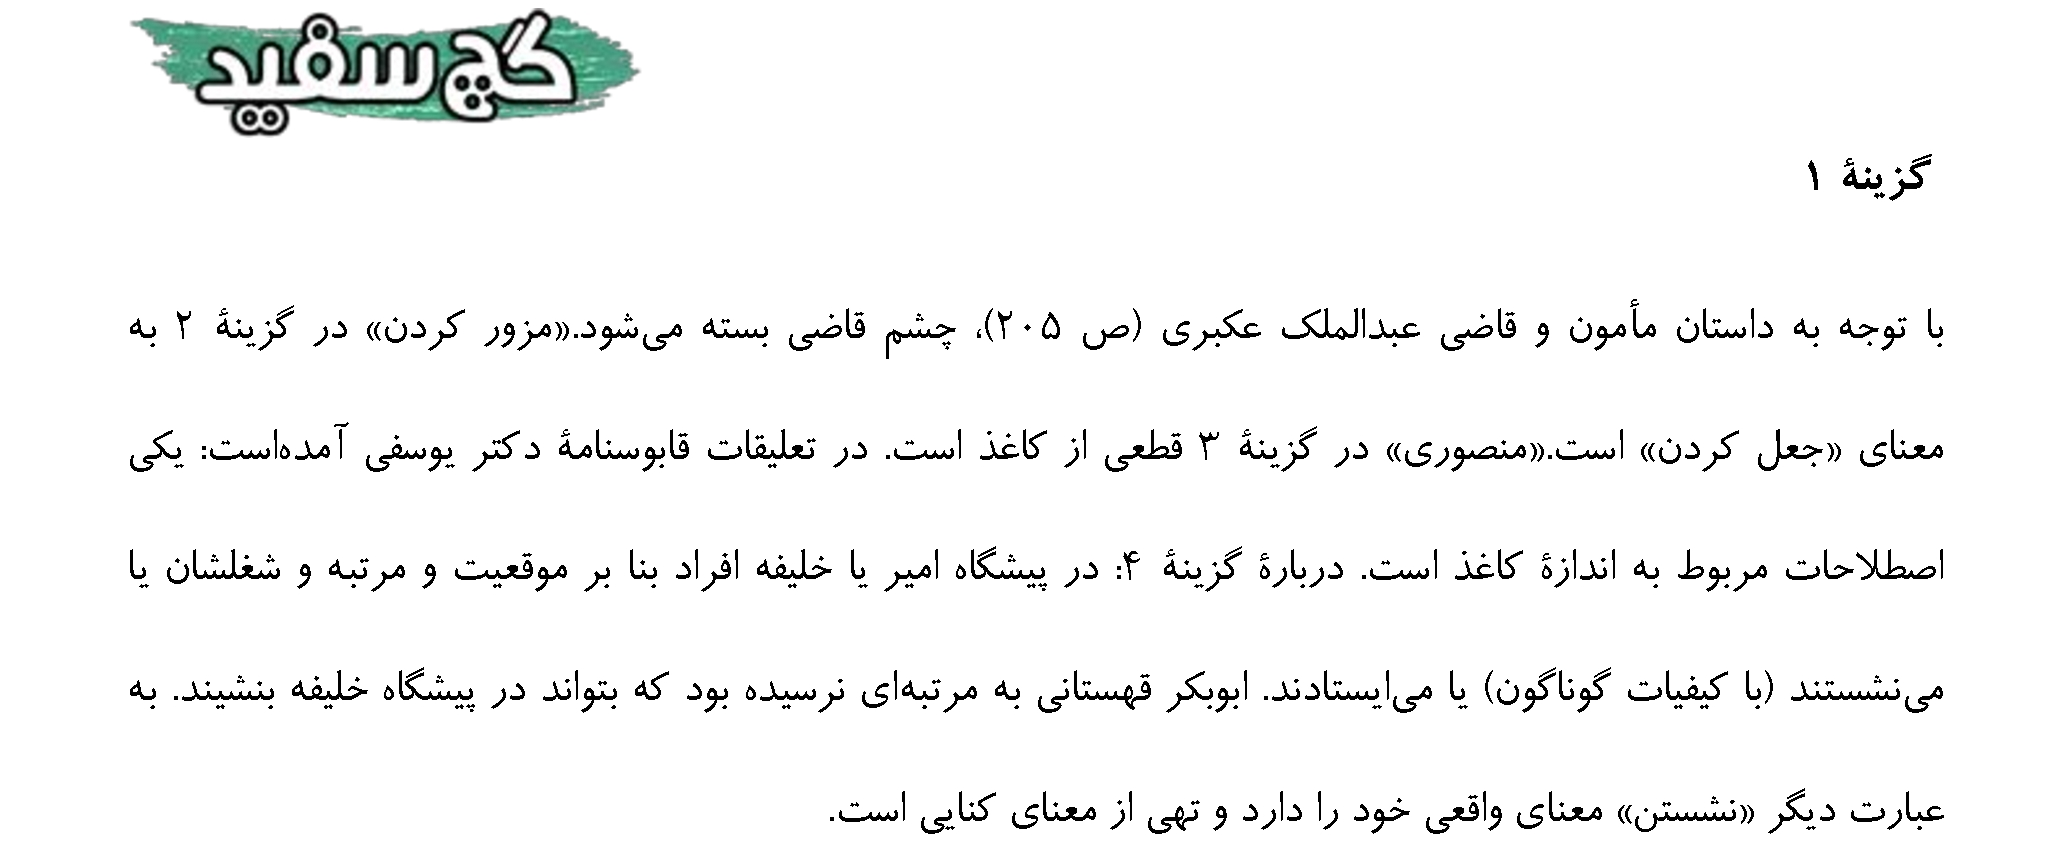 گچ سفید
گزینهٔ ۱
با توجه به داستان مأمون و قاضی عبدالملک عکبری (ص ۲۰۵)، چشم قاضی بسته می‌شود.«مزور کردن» در گزینهٔ ۲ به
معنای «جعل کردن» است.«منصوری» در گزینهٔ ۳ قطعی از کاغذ است. در تعلیقات قابوسنامهٔ دکتر یوسفی آمده‌است: یکی
اصطلاحات مربوط به اندازهٔ کاغذ است. دربارهٔ گزینهٔ ۴: در پیشگاه امیر یا خلیفه افراد بنا بر موقعیت و مرتبه و شغلشان یا
می‌نشستند (با کیفیات گوناگون) یا می‌ایستادند. ابوبکر قهستانی به مرتبه‌ای نرسیده بود که بتواند در پیشگاه خلیفه بنشیند. به
عبارت دیگر «نشستن» معنای واقعی خود را دارد و تهی از معنای کنایی است.